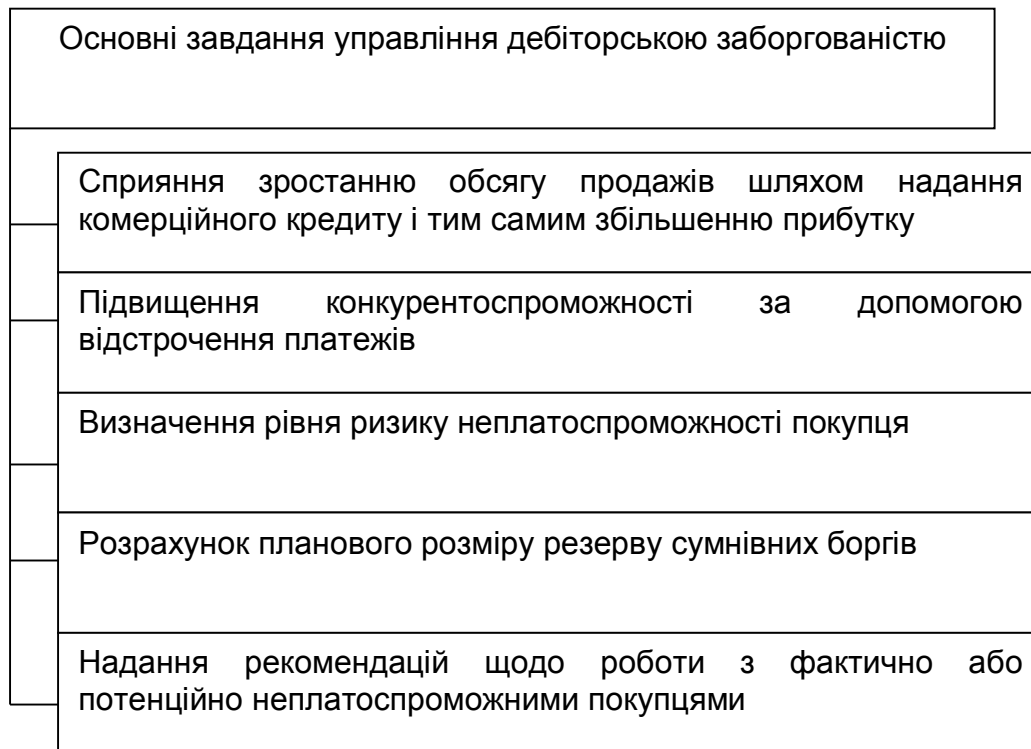 Основні завдання управління дебіторською заборгованістю
Сприяння зростанню обсягу продажів шляхом надання
комерційного кредиту і тим самим збільшенню прибутку
Підвищення конкурентоспроможності за допомогою
відстрочення платежів
Визначення рівня ризику неплатоспроможності покупця
Розрахунок планового розміру резерву сумнівних боргів
Надання рекомендацій щодо роботи з фактично або
потенційно неплатоспроможними покупцями